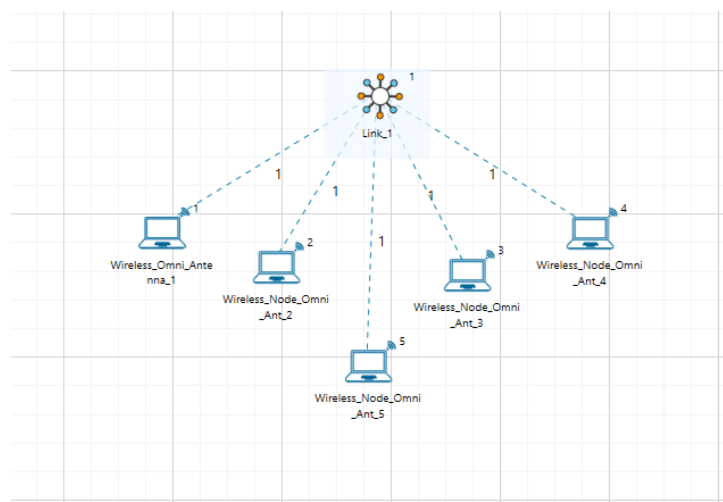 1
Link_1
1
1
1
1
1
1
Wireless_Omni_Ante
nna_1
2
Wireless_Node_Omni
_Ant_2
3
Wireless_Node_Omni
_Ant_3
4
Wireless_Node_Omni
_Ant_4
5
Wireless_Node_Omni
_Ant_5